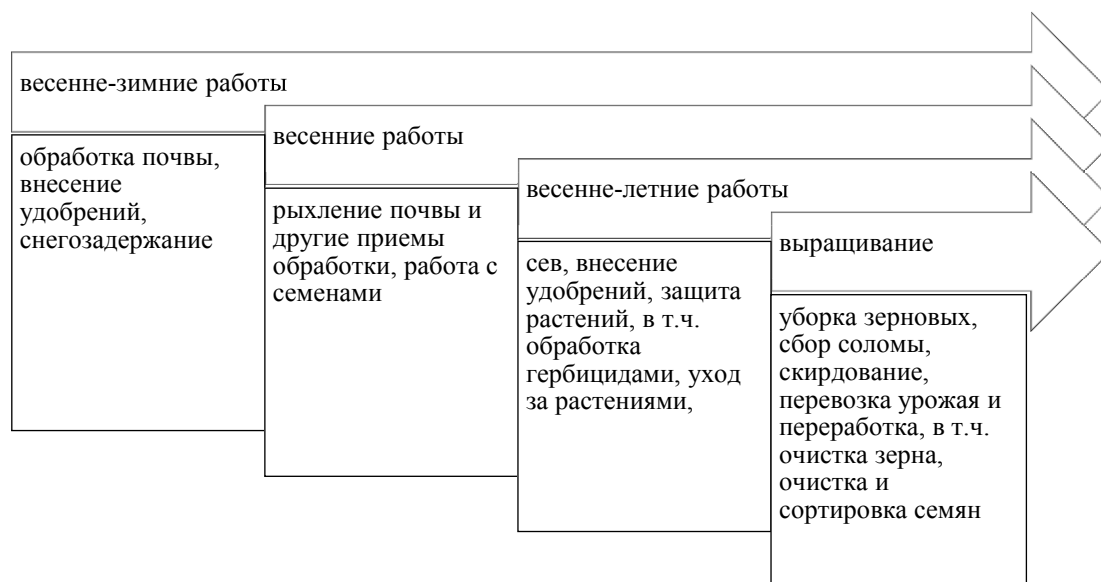 весенне-зимние работы
обработка почвы,
внесение
удобрений,
снегозадержание
весенние работы
рыхление почвы и
другие приемы
обработки, работа с
семенами
весенне-летние работы
сев, внесение
удобрений, защита
растений, в т.ч.
обработка
гербицидами, уход
за растениями,
выращивание
уборка зерновых,
сбор соломы,
скирдование,
перевозка урожая и
переработка, в т.ч.
очистка зерна,
очистка и
сортировка семян